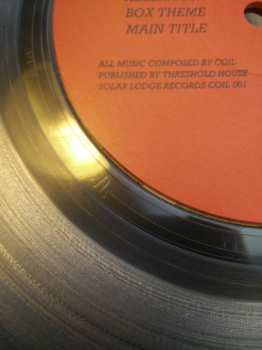 BOX THEME
MAIN TITLE
ALL MUSIC COMPOSED BY COIL
PUBLISHED BY THRESHOLD HOUSE
SOLAR LODGE RECORDS COIL 001